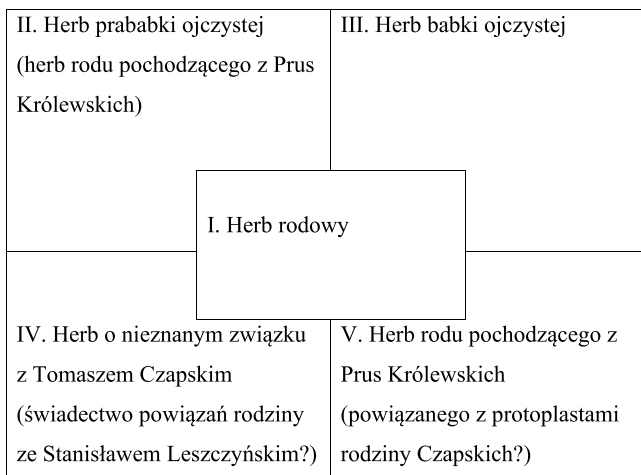 II. Herb prababki ojczystej
(herb rodu pochodzącego z Prus
Królewskich)
III. Herb babki ojczystej
I. Herb rodowy
IV. Herb o nieznanym związku
z Tomaszem Czapskim
(świadectwo powiązań rodziny
ze Stanisławem Leszczyńskim?)
V. Herb rodu pochodzącego z
Prus Królewskich
(powiązanego z protoplastami
rodziny Czapskich?)